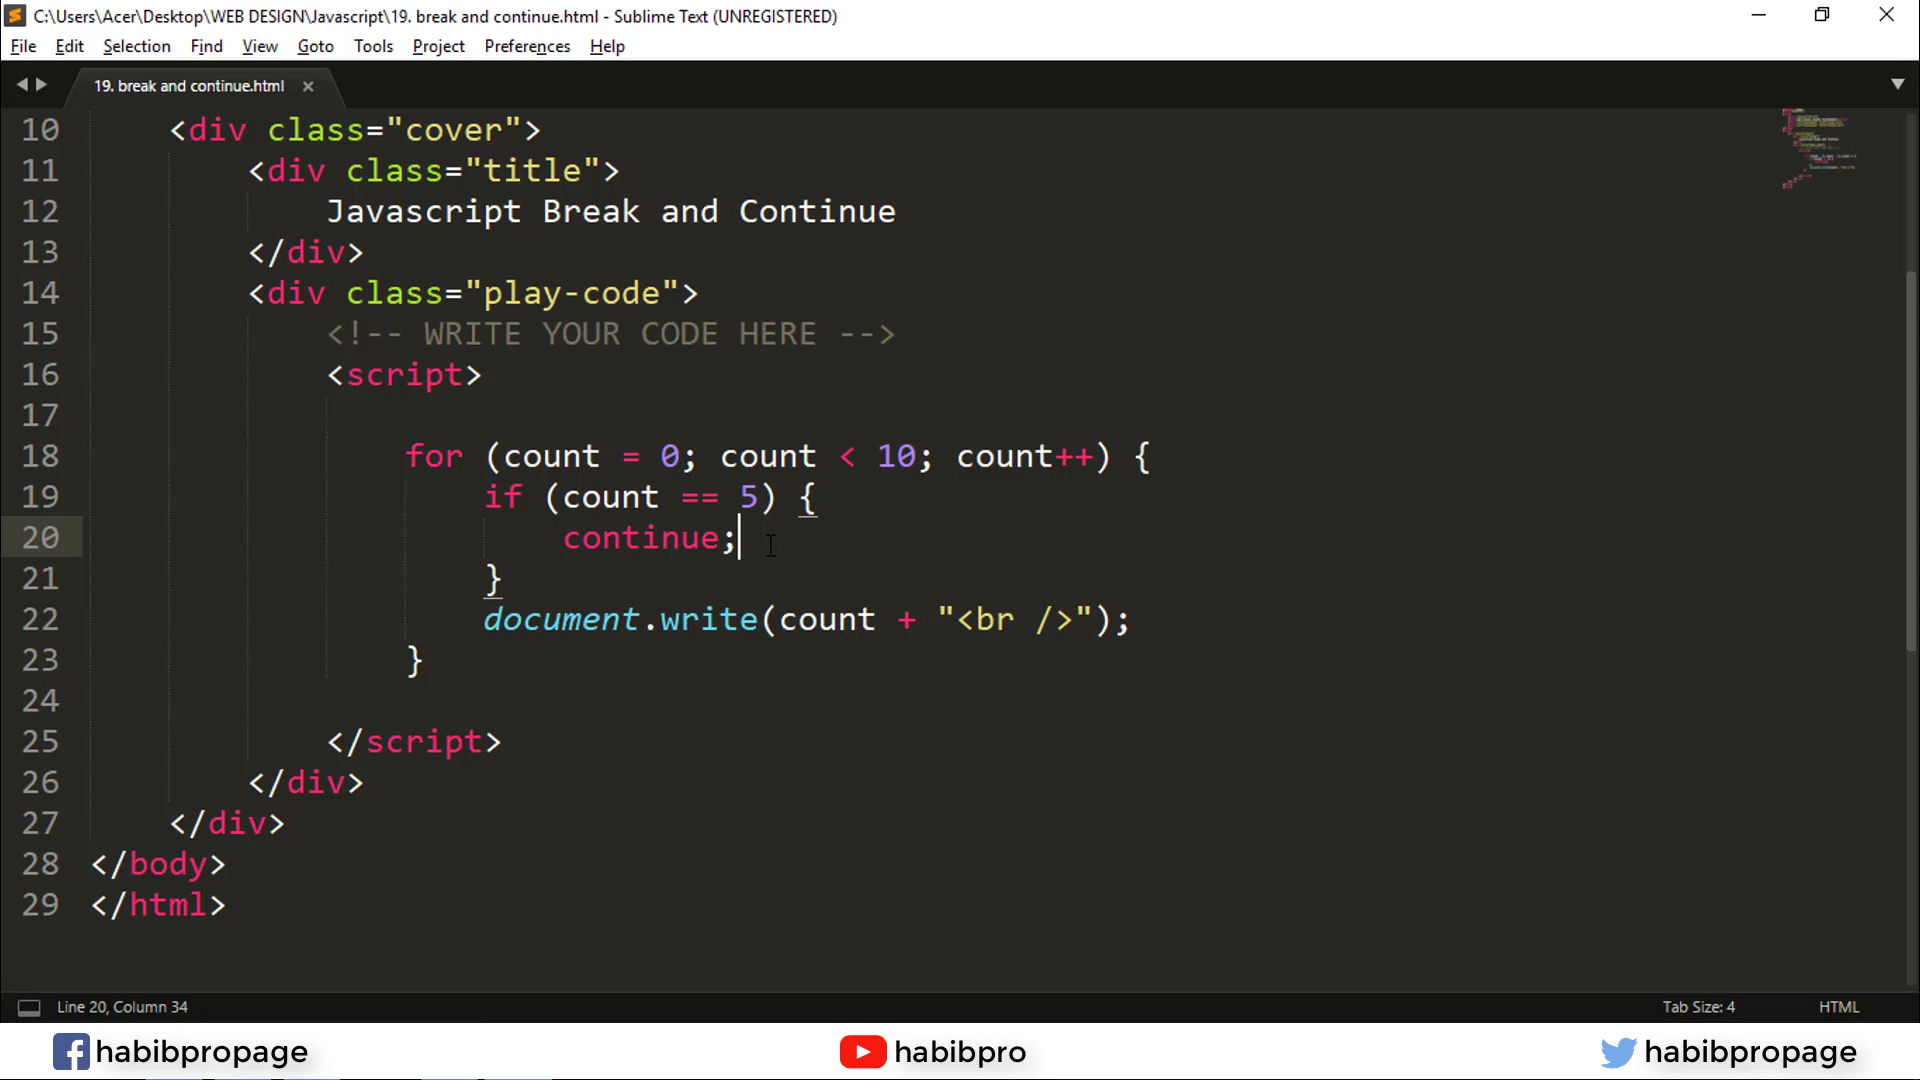 C:\Users\Acer\Desktop\WEB DESIGN\Javascript\19. break and continue.html - Sublime Text (UNREGISTERED)
File Edit Selection Find View Goto Tools Project Preferences Help
19. break and continue.html
10 <div class="cover">
11 <div class="title">
12 Javascript Break and Continue
13 </div>
14 <div class="play-code">
15 <!-- WRITE YOUR CODE HERE -->
16 <script>
17
18 for (count = 0; count < 10; count++) {
19 if (count == 5) {
20 continue;
21 }
22 document.write(count + "<br />");
23 }
24
25 </script>
26 </div>
27 </div>
28 </body>
29 </html>
Line 20, Column 34 Tab Size: 4 HTML
habibpropage habibpro habibpropage